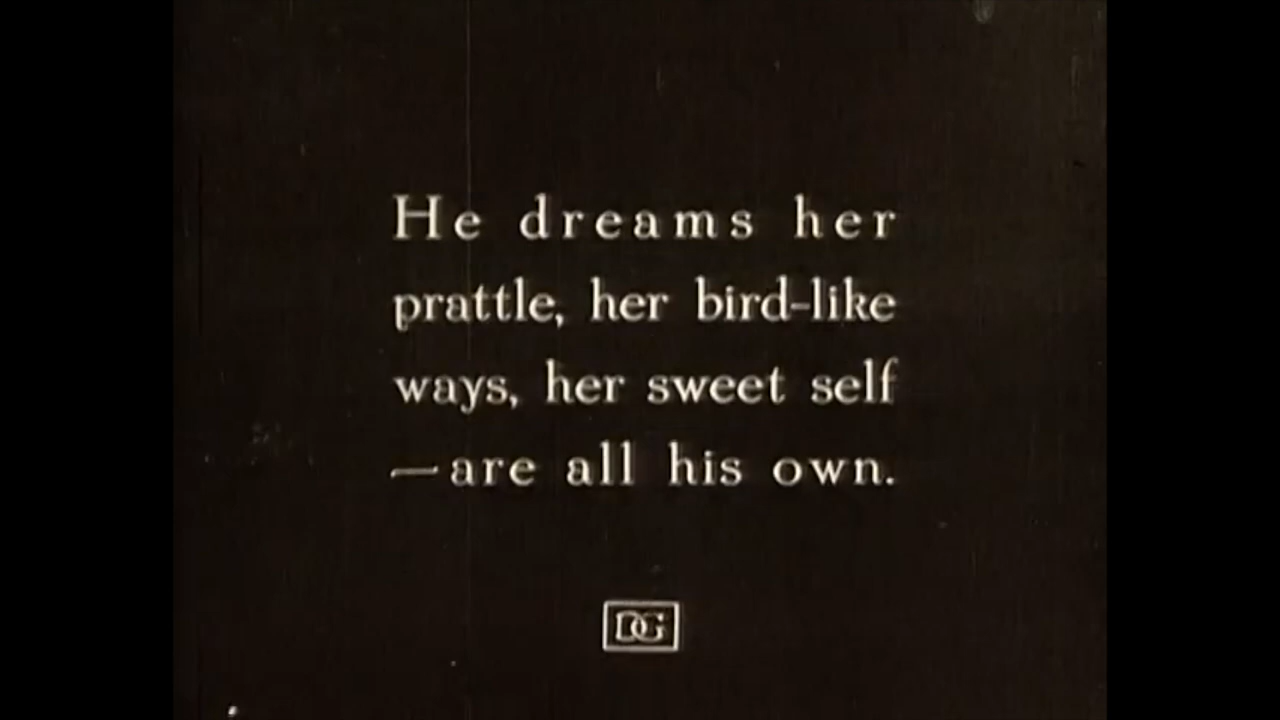 He dreams her
prattle, her bird-like
ways, her sweet self
—are all his own.
DG